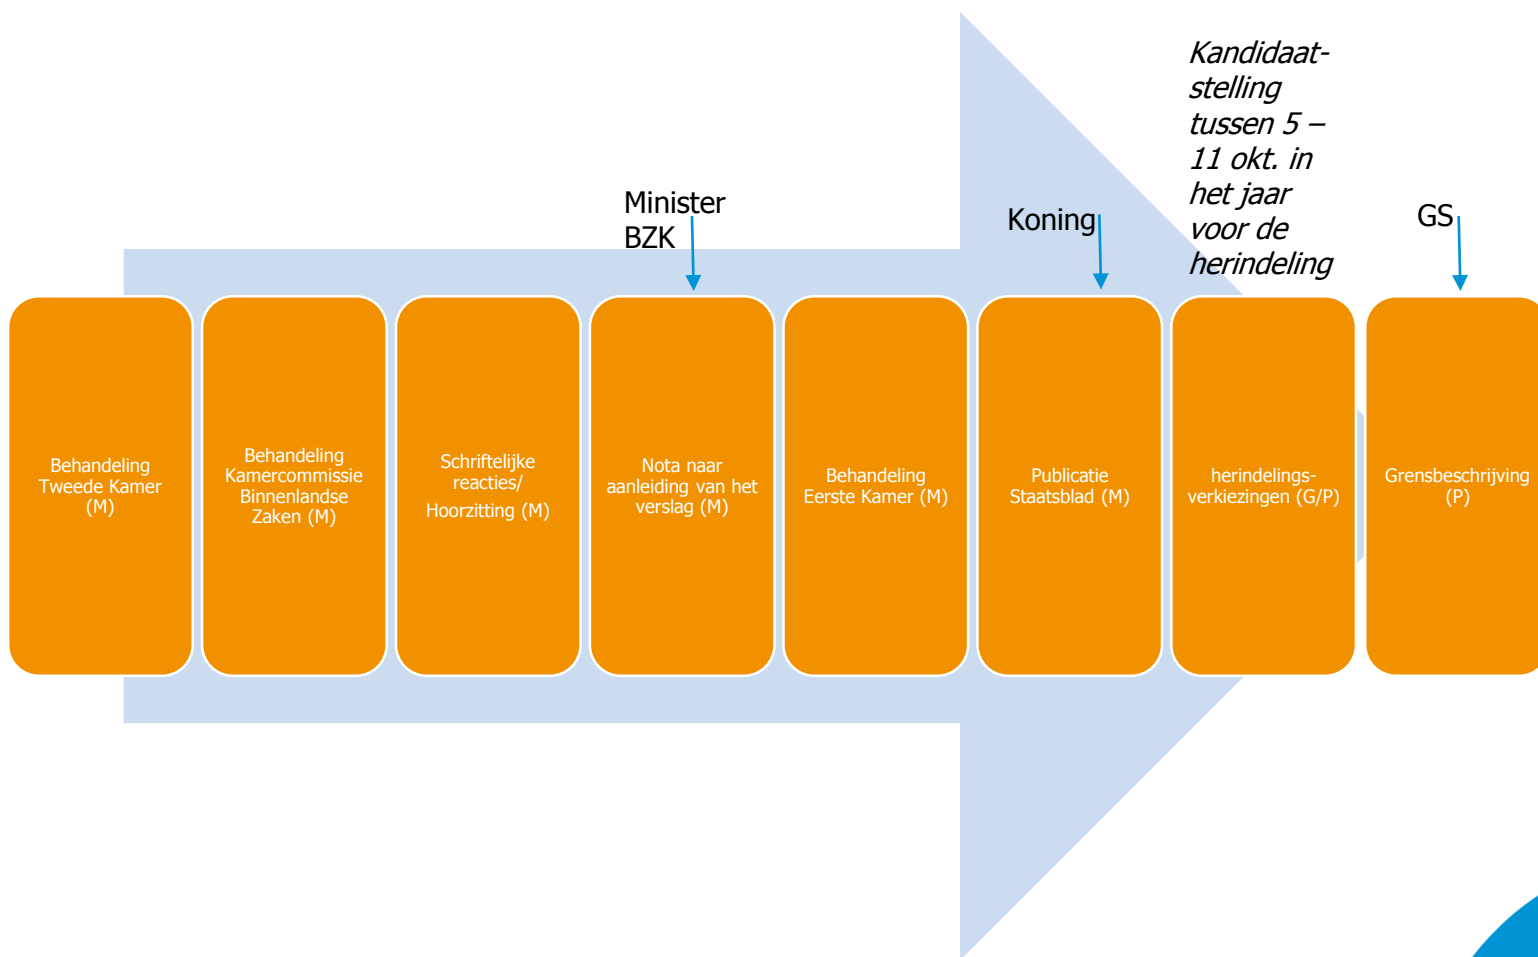 Kandidaat-
stelling
tussen 5 –
11 okt. in
het jaar
voor de
herindeling
Minister
BZK
Koning
GS
Behandeling
Tweede Kamer
(M)
Behandeling
Kamercommissie
Binnenlandse
Zaken (M)
Schriftelijke
reacties/
Hoorzitting (M)
Nota naar
aanleiding van het
verslag (M)
Behandeling
Eerste Kamer (M)
Publicatie
Staatsblad (M)
herindelings-
verkiezingen (G/P)
Grensbeschrijving
(P)